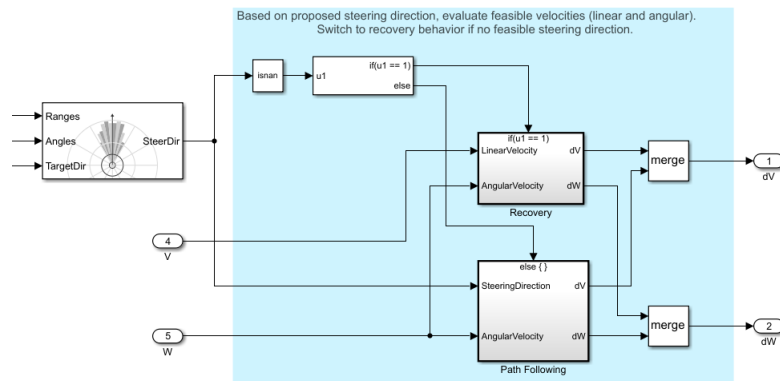 Based on proposed steering direction, evaluate feasible velocities (linear and angular).
Switch to recovery behavior if no feasible steering direction.
isnan
u1
if(u1 == 1)
else
Ranges
Angles
TargetDir
SteerDir
if(u1 == 1)
LinearVelocity
dV
AngularVelocity
dW
Recovery
merge
1
dV
4
V
else { }
SteeringDirection
dV
AngularVelocity
dW
Path Following
merge
2
dW
5
W